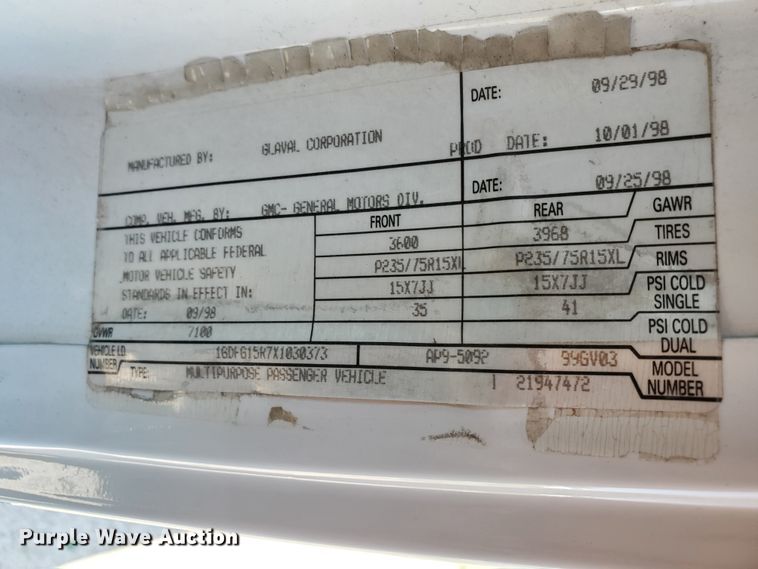 DATE: 09/29/98
MANUFACTURED BY: GLAVAL CORPORATION PROD DATE: 10/01/98
COMP. VEH. MFG. BY: GMC- GENERAL MOTORS DIV. DATE: 09/25/98
THIS VEHICLE CONFORMS
TO ALL APPLICABLE FEDERAL
MOTOR VEHICLE SAFETY
STANDARDS IN EFFECT IN:
DATE: 09/98
FRONT REAR GAWR
3600 3968 TIRES
P235/75R15XL P235/75R15XL RIMS
15X7JJ 15X7JJ PSI COLD SINGLE
35 41
PSI COLD DUAL
GVWR 7100
VEHICLE I.D. NUMBER 1GDFG15R7X1030373 AP9-5092 99GV03 MODEL NUMBER
TYPE: MULTIPURPOSE PASSENGER VEHICLE 21947472
Purple Wave Auction